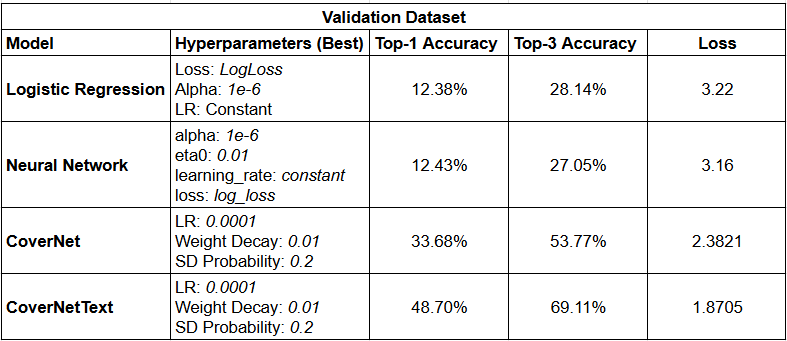 Validation Dataset
Model Hyperparameters (Best) Top-1 Accuracy Top-3 Accuracy Loss
Logistic Regression
Loss: LogLoss
Alpha: 1e-6
LR: Constant
12.38% 28.14% 3.22
Neural Network
alpha: 1e-6
eta0: 0.01
learning_rate: constant
loss: log_loss
12.43% 27.05% 3.16
CoverNet
LR: 0.0001
Weight Decay: 0.01
SD Probability: 0.2
33.68% 53.77% 2.3821
CoverNetText
LR: 0.0001
Weight Decay: 0.01
SD Probability: 0.2
48.70% 69.11% 1.8705